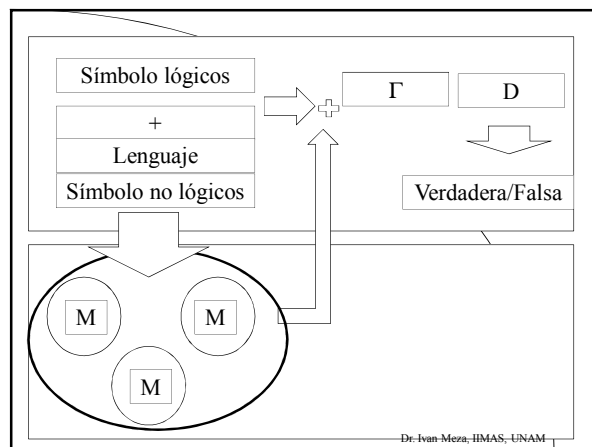 Símbolo lógicos
+
Lenguaje
Símbolo no lógicos
Γ
D
Verdadera/Falsa
M
M
M
Dr. Ivan Meza, IIMAS, UNAM